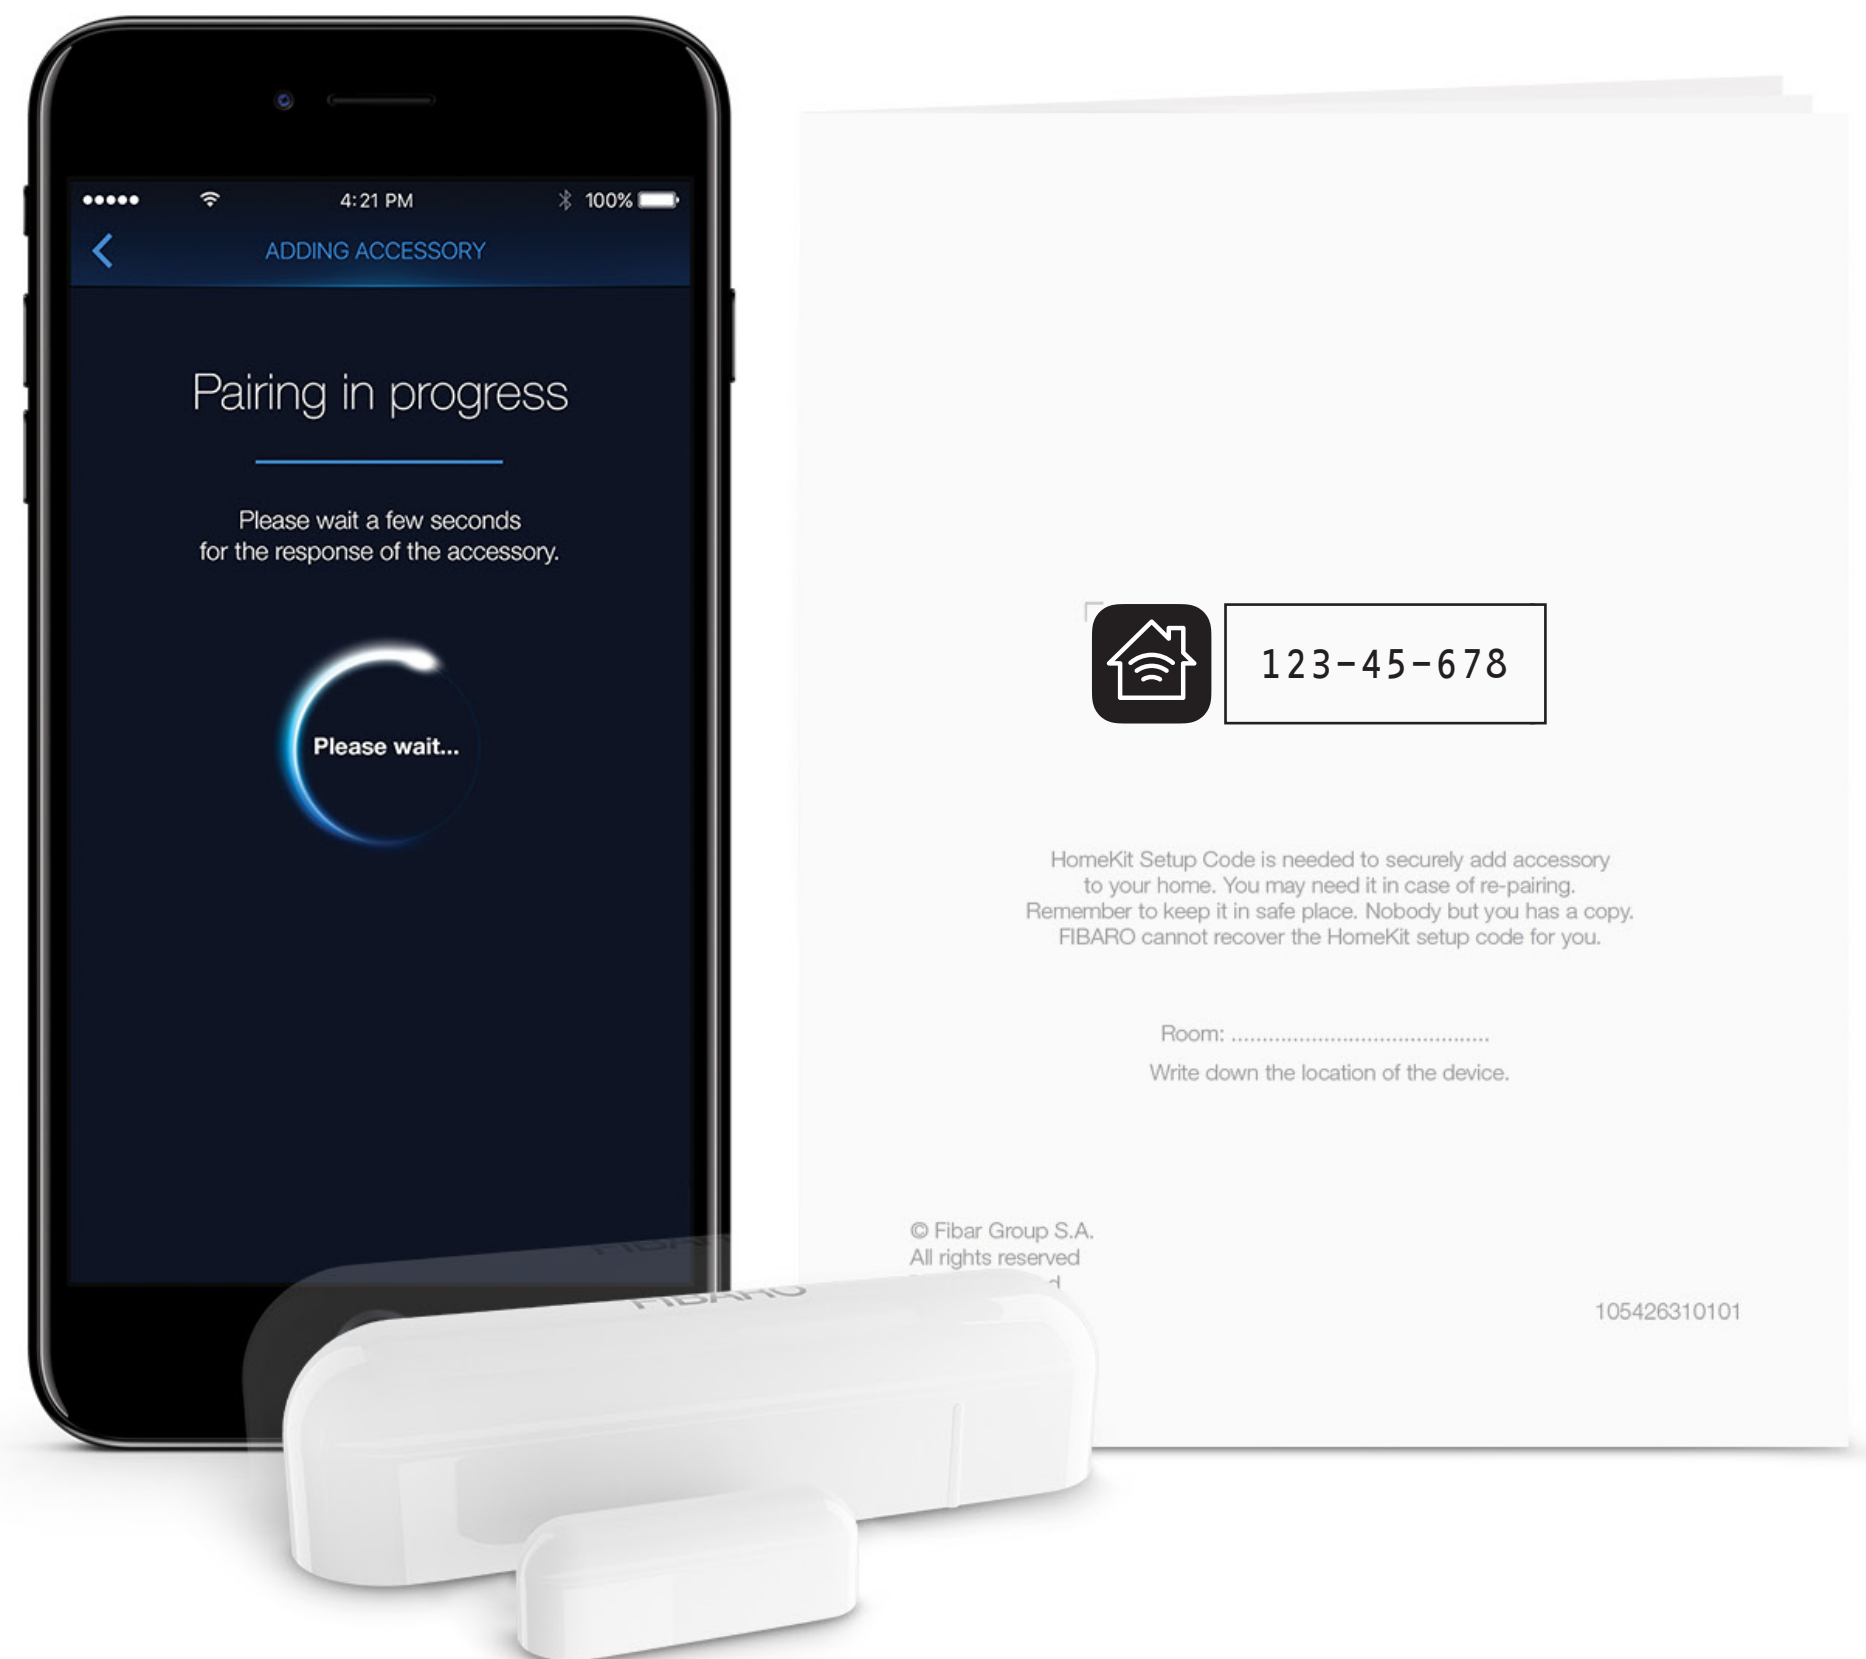 4:21 PM
100%
ADDING ACCESSORY
Pairing in progress
Please wait a few seconds
for the response of the accessory.
Please wait...
123-45-678
HomeKit Setup Code is needed to securely add accessory
to your home. You may need it in case of re-pairing.
Remember to keep it in safe place. Nobody but you has a copy.
FIBARO cannot recover the HomeKit setup code for you.
Room: ...........................................
Write down the location of the device.
© Fibar Group S.A.
All rights reserved
105426310101
FIBARO